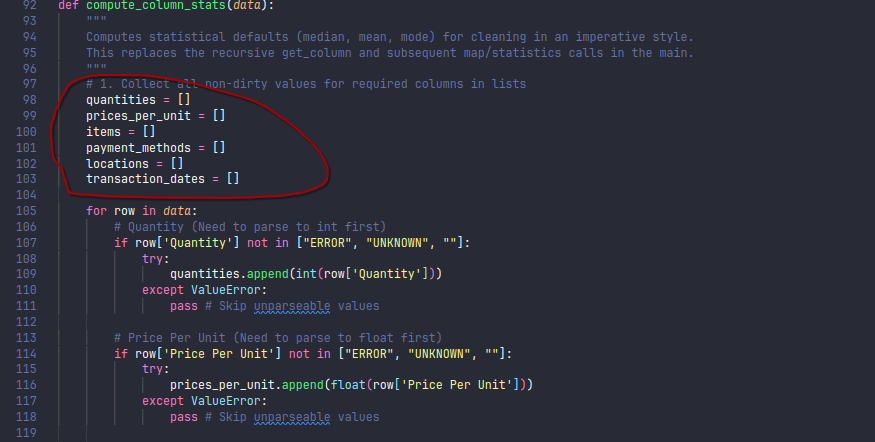 92 def compute_column_stats(data):
93 """
94 Computes statistical defaults (median, mean, mode) for cleaning in an imperative style.
95 This replaces the recursive get_column and subsequent map/statistics calls in the main.
96 """
97 # 1. Collect all non-dirty values for required columns in lists
98 quantities = []
99 prices_per_unit = []
100 items = []
101 payment_methods = []
102 locations = []
103 transaction_dates = []
104
105 for row in data:
106 # Quantity (Need to parse to int first)
107 if row['Quantity'] not in ["ERROR", "UNKNOWN", ""]:
108 try:
109 quantities.append(int(row['Quantity']))
110 except ValueError:
111 pass # Skip unparseable values
112
113 # Price Per Unit (Need to parse to float first)
114 if row['Price Per Unit'] not in ["ERROR", "UNKNOWN", ""]:
115 try:
116 prices_per_unit.append(float(row['Price Per Unit']))
117 except ValueError:
118 pass # Skip unparseable values
119